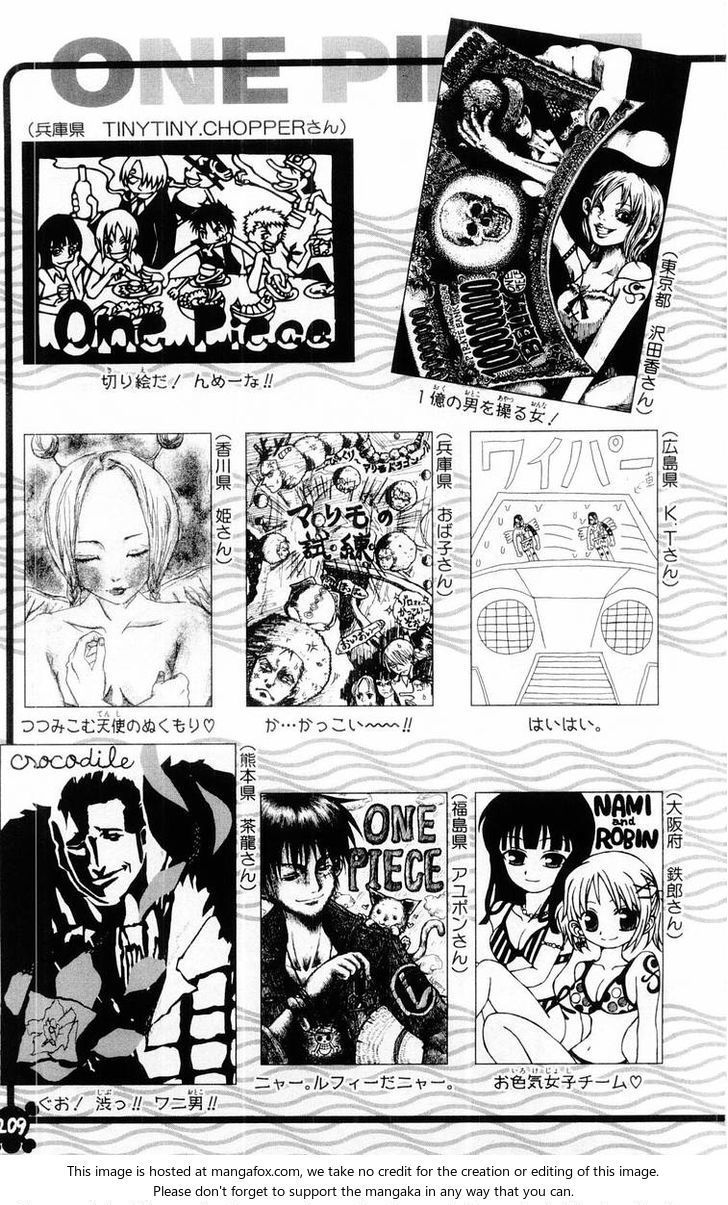 ONE PI
(兵庫県 TINYTINY.CHOPPERさん)
One Piece
切り絵だ! んめーな!!
(東京都 沢田香さん)
1億の男を操る女!
(香川県 姫さん)
つつみこむ天使のぬくもり♡
マリモの
試練
(兵庫県 おば子さん)
か…かっこい〜〜!!
ワイパー
車
(広島県 K.Tさん)
はいはい。
crocodile
(熊本県 茶龍さん)
ぐお! 渋っ!! ワニ男!!
ONE
PIECE
(福島県 アユポンさん)
ニャー。ルフィーだニャー。
NAMI
and
ROBIN
(大阪府 鉄郎さん)
お色気女子チーム♡
209
This image is hosted at mangafox.com, we take no credit for the creation or editing of this image.
Please don't forget to support the mangaka in any way that you can.